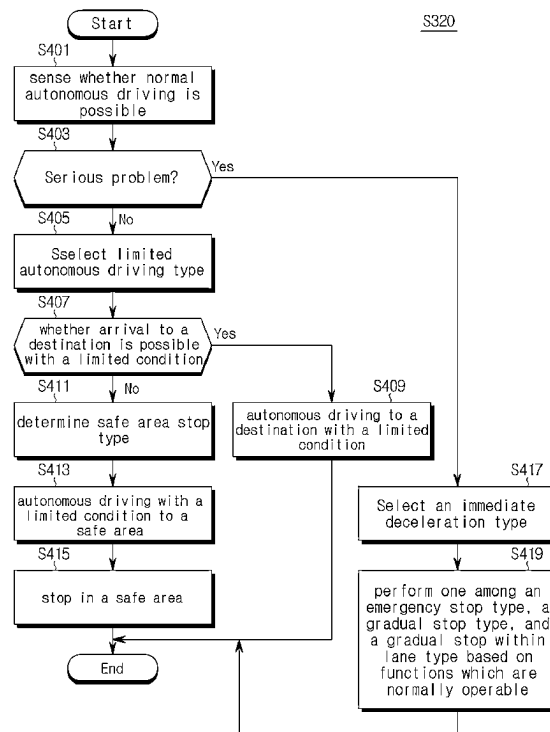 Start
S320
S401
sense whether normal
autonomous driving is
possible
S403
Serious problem?
Yes
No
S405
Sselect limited
autonomous driving type
S407
whether arrival to a
destination is possible
with a limited condition
Yes
No
S411
determine safe area stop
type
S409
autonomous driving to a
destination with a limited
condition
S413
autonomous driving with a
limited condition to a
safe area
S415
stop in a safe area
S417
Select an immediate
deceleration type
S419
perform one among an
emergency stop type, a
gradual stop type, and
a gradual stop within
lane type based on
functions which are
normally operable
End